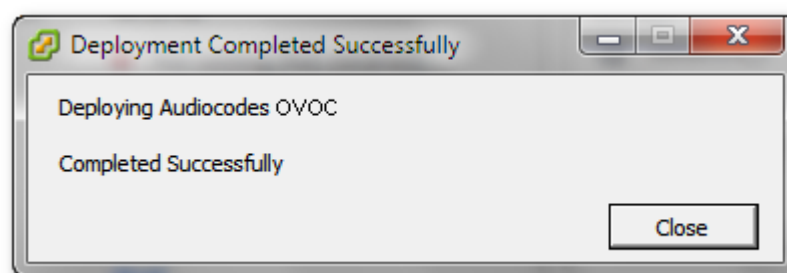 Deployment Completed Successfully
Deploying Audiocodes OVOC
Completed Successfully
Close